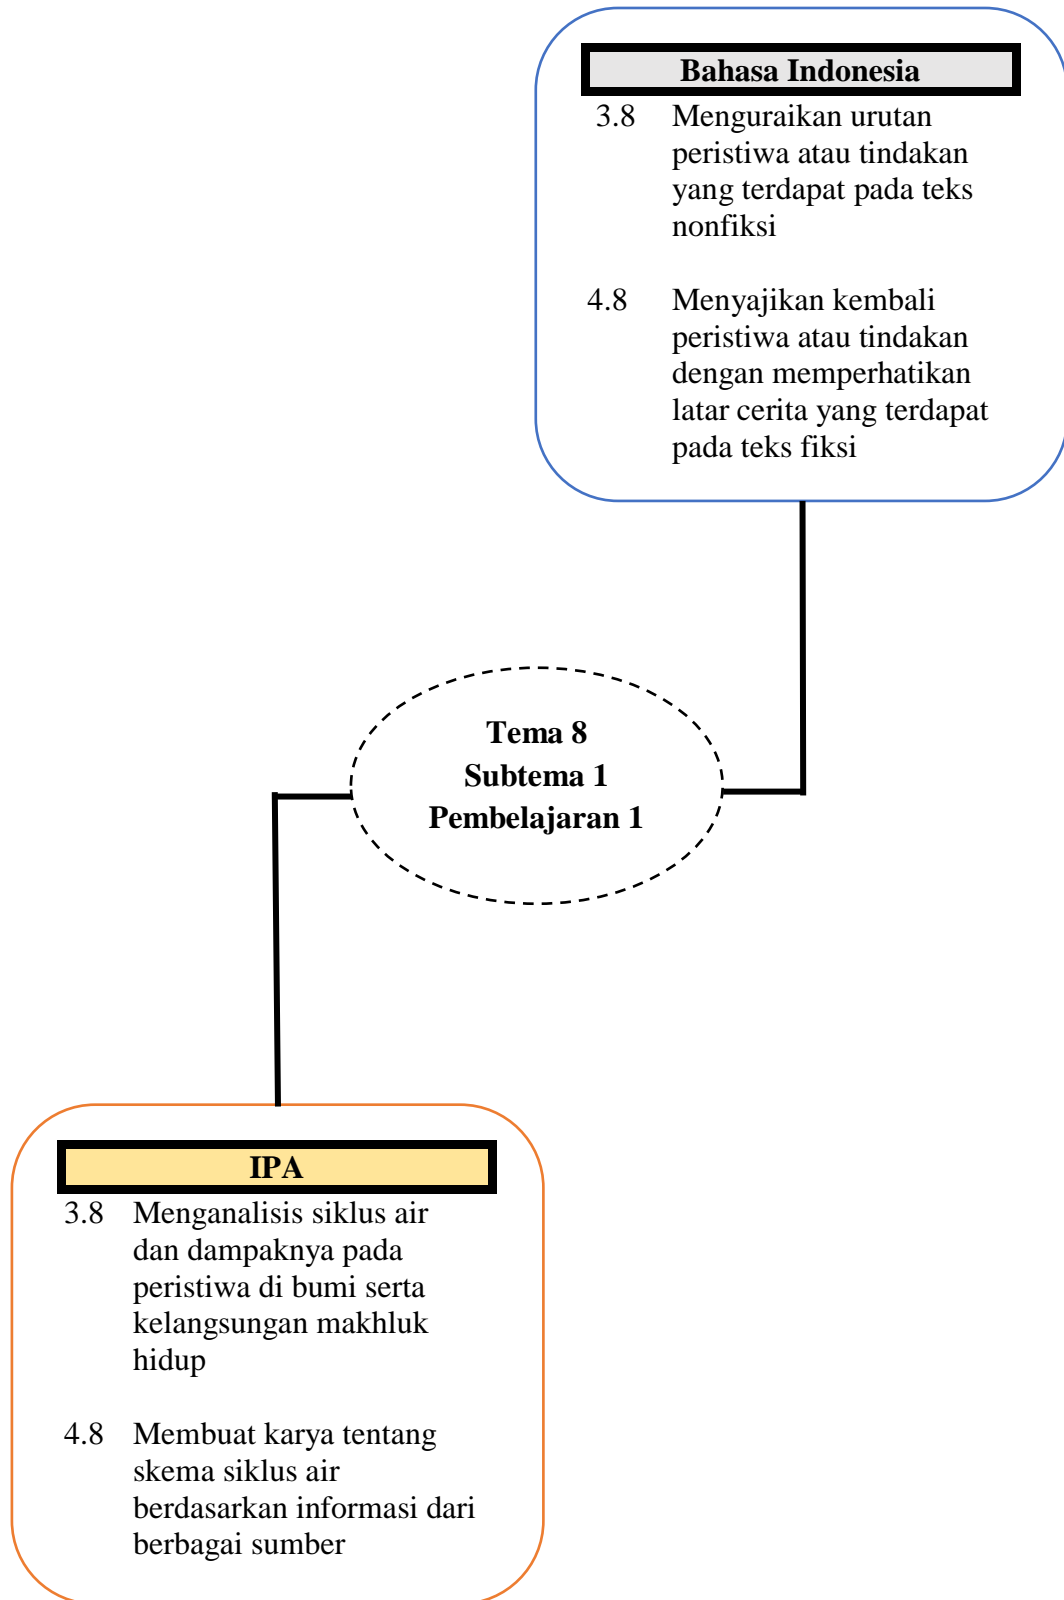 Bahasa Indonesia
3.8 Menguraikan urutan
peristiwa atau tindakan
yang terdapat pada teks
nonfiksi
4.8 Menyajikan kembali
peristiwa atau tindakan
dengan memperhatikan
latar cerita yang terdapat
pada teks fiksi
Tema 8
Subtema 1
Pembelajaran 1
IPA
3.8 Menganalisis siklus air
dan dampaknya pada
peristiwa di bumi serta
kelangsungan makhluk
hidup
4.8 Membuat karya tentang
skema siklus air
berdasarkan informasi dari
berbagai sumber